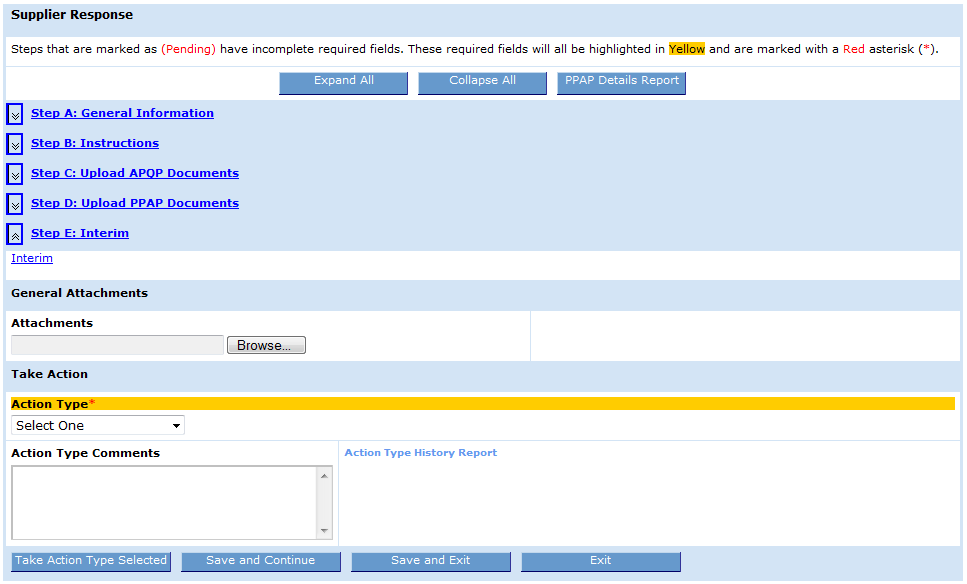 Supplier Response
Steps that are marked as (Pending) have incomplete required fields. These required fields will all be highlighted in Yellow and are marked with a Red asterisk (*).
Expand All Collapse All PPAP Details Report
Step A: General Information
Step B: Instructions
Step C: Upload APQP Documents
Step D: Upload PPAP Documents
Step E: Interim
Interim
General Attachments
Attachments
Browse...
Take Action
Action Type*
Select One
Action Type Comments Action Type History Report
Take Action Type Selected Save and Continue Save and Exit Exit